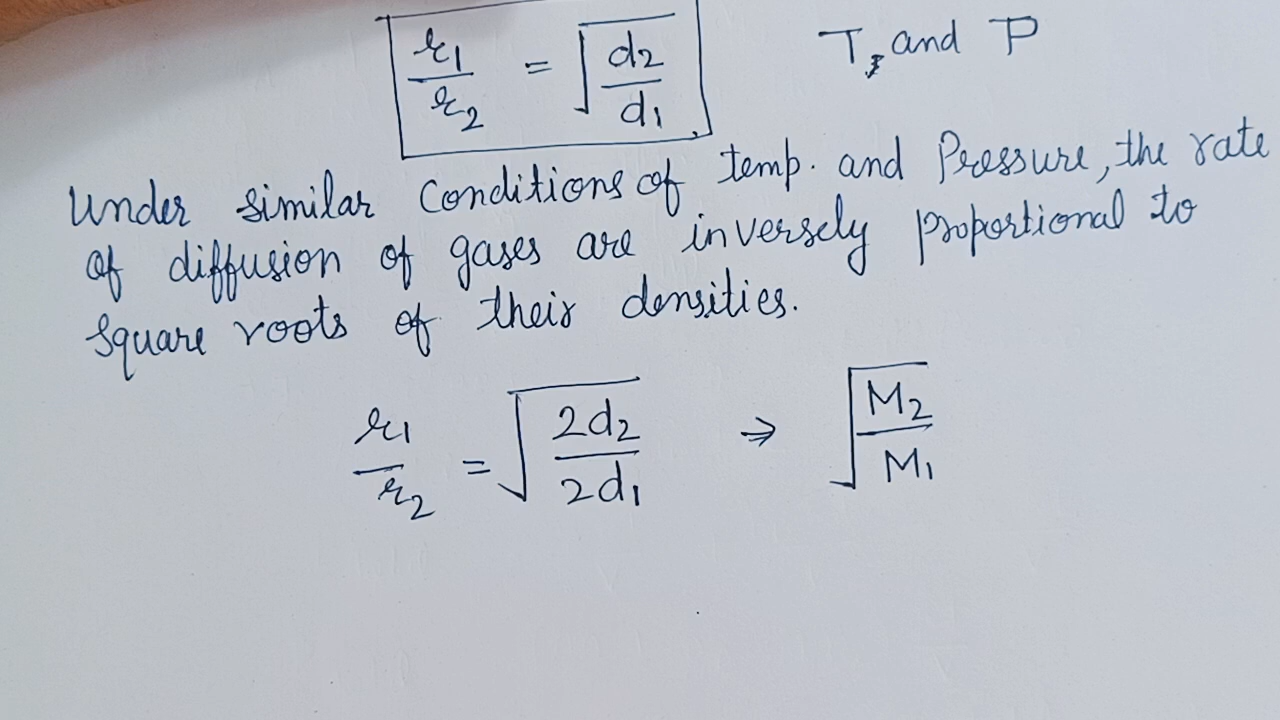 r1/r2 = √(d2/d1) T, and P
Under similar Conditions of temp. and Pressure, the rate
of diffusion of gases are inversely proportional to
Square roots of their densities.
r1/r2 = √(2d2/2d1) ⇒ √(M2/M1)